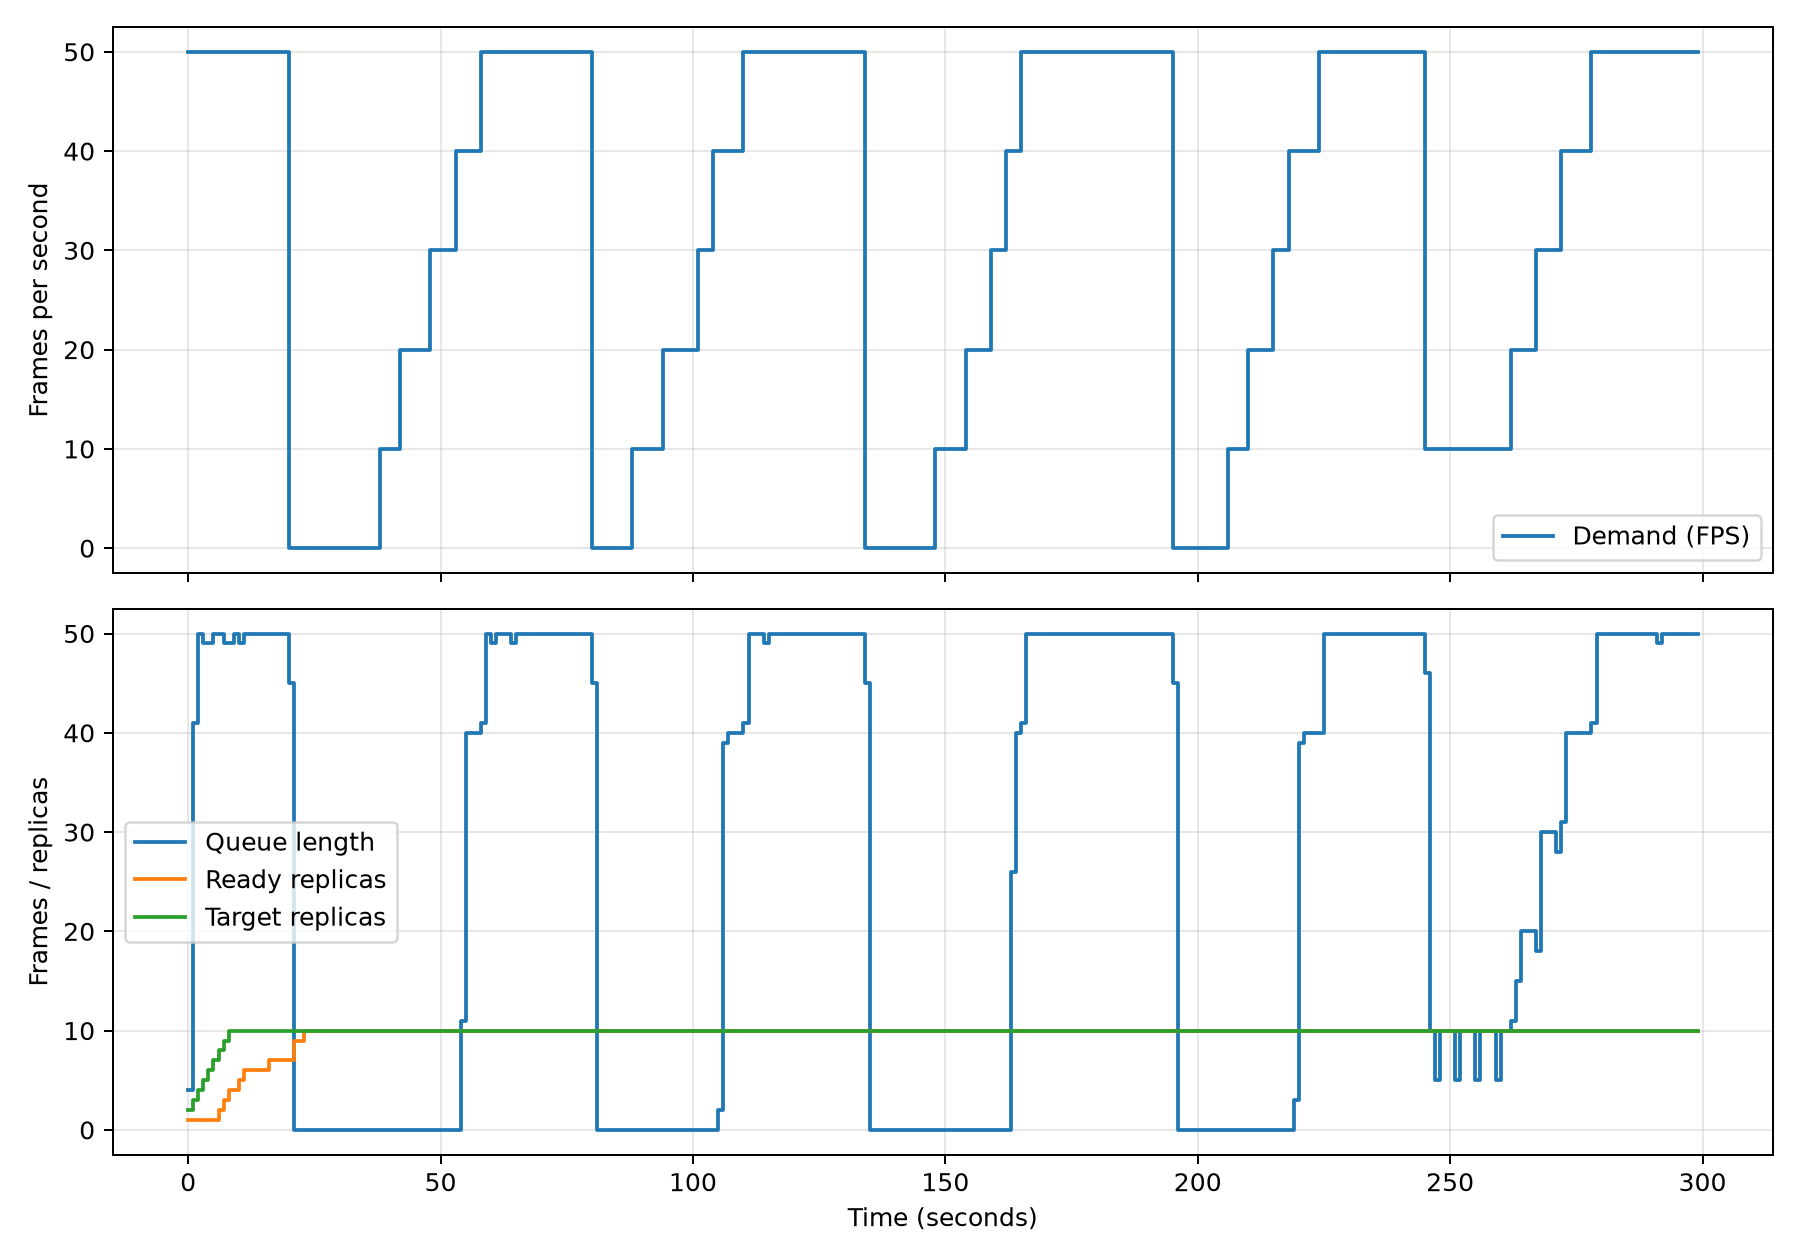 50
40
30
20
10
0
Frames per second
Demand (FPS)
50
40
30
20
10
0
Frames / replicas
Queue length
Ready replicas
Target replicas
0 50 100 150 200 250 300
Time (seconds)